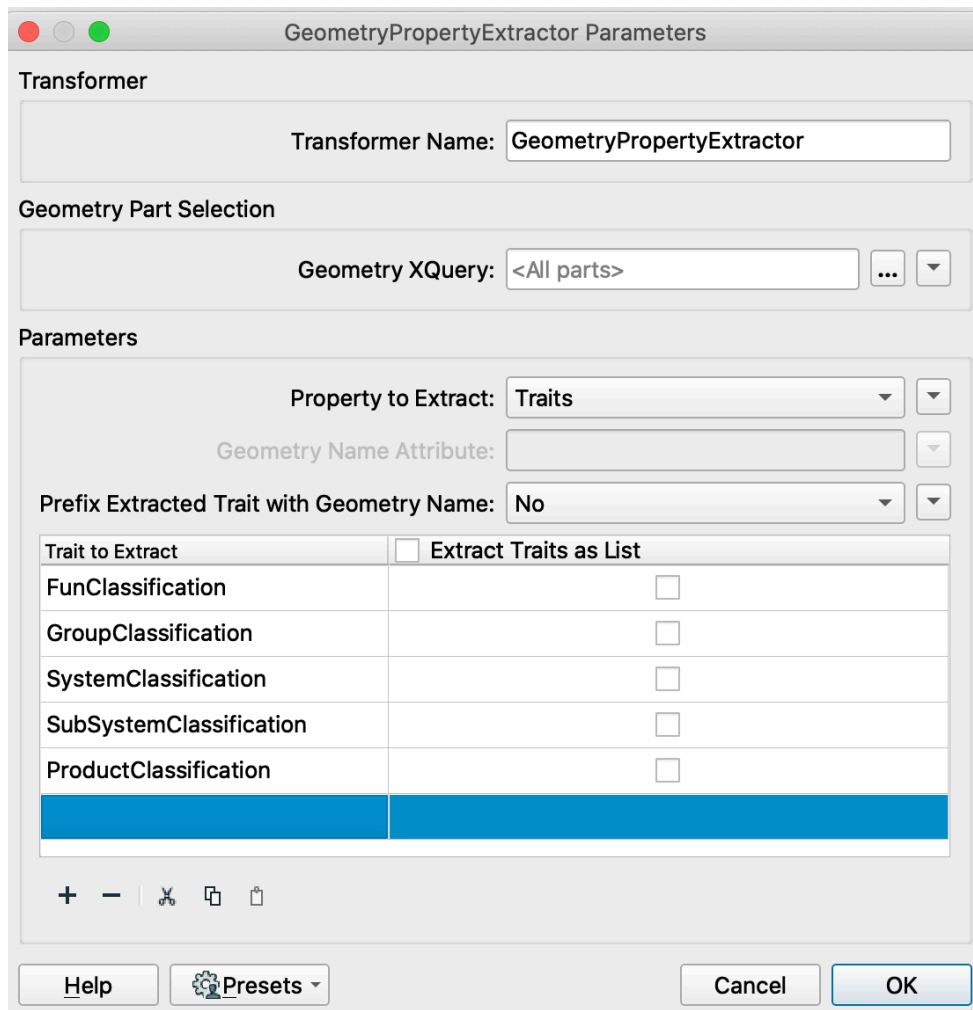 GeometryPropertyExtractor Parameters
Transformer
Transformer Name: GeometryPropertyExtractor
Geometry Part Selection
Geometry XQuery: <All parts> ...
Parameters
Property to Extract: Traits
Geometry Name Attribute:
Prefix Extracted Trait with Geometry Name: No
Trait to Extract Extract Traits as List
FunClassification
GroupClassification
SystemClassification
SubSystemClassification
ProductClassification
Help Presets Cancel OK